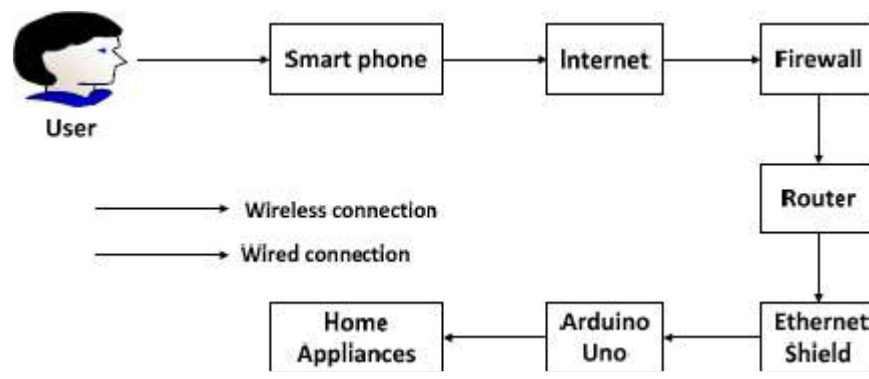 Smart phone
Internet
Firewall
User
Router
Wireless connection
Wired connection
Home
Appliances
Arduino
Uno
Ethernet
Shield